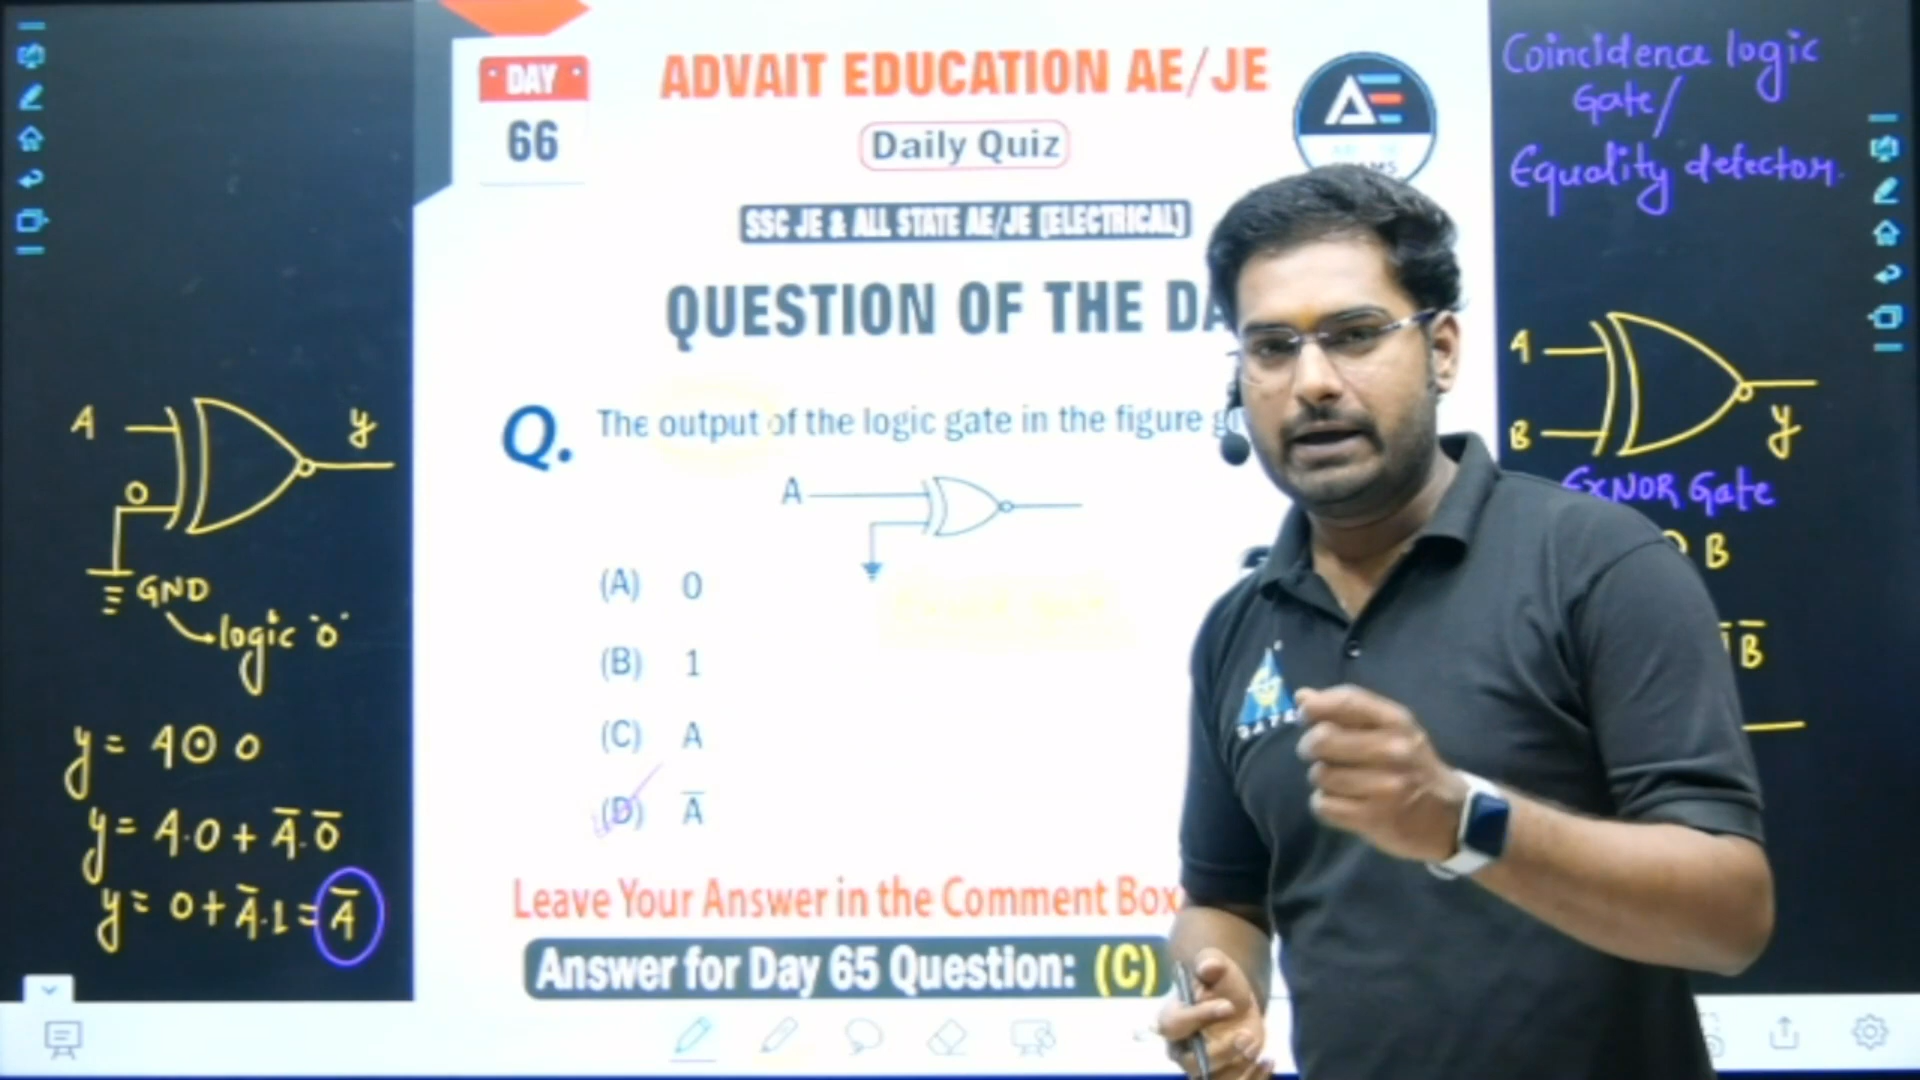 DAY
66
ADVAIT EDUCATION AE/JE
Daily Quiz
SSC JE & ALL STATE AE/JE (ELECTRICAL)
QUESTION OF THE
Q. The output of the logic gate in the figure
A
(A) 0
(B) 1
(C) A
(D) A̅
Leave Your Answer in the Comment Box
Answer for Day 65 Question: (C)
A
y
0
GND
logic "0"
y = A⊙0
y = A·0 + A̅·0̅
y = 0 + A̅·1 = A̅
Coincidence logic
Gate/
Equality detector.
A
B
y
ExNOR Gate
B
B̅
AE